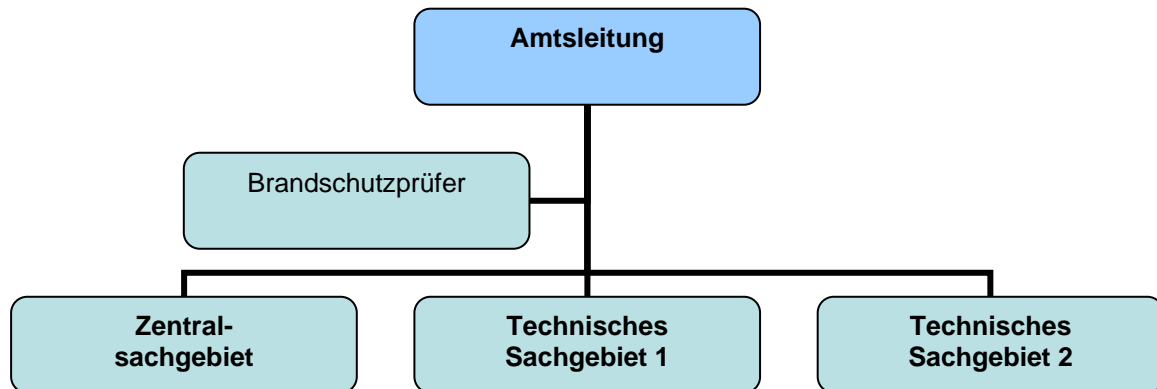 Amtsleitung
Brandschutzprüfer
Zentral-
sachgebiet
Technisches
Sachgebiet 1
Technisches
Sachgebiet 2